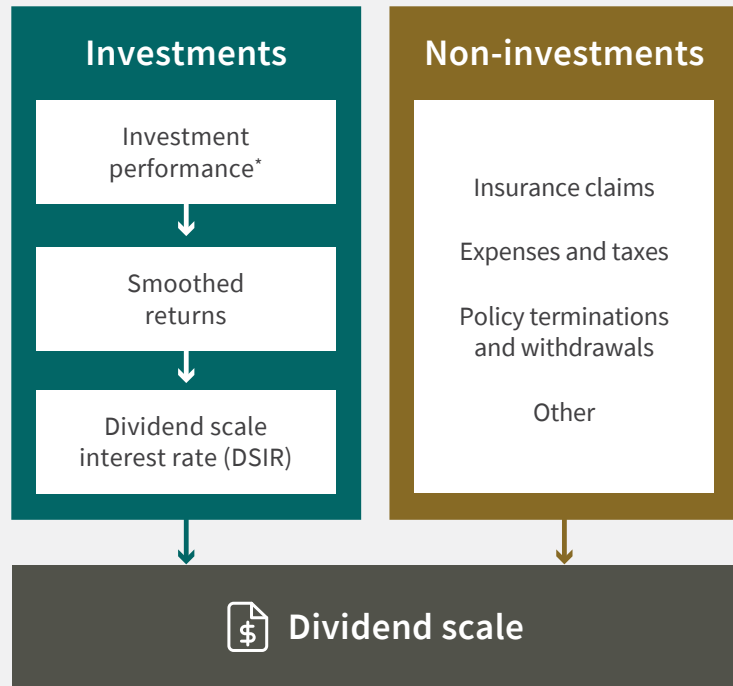 Investments
Investment
performance*
Smoothed
returns
Dividend scale
interest rate (DSIR)
Non-investments
Insurance claims
Expenses and taxes
Policy terminations
and withdrawals
Other
$ Dividend scale